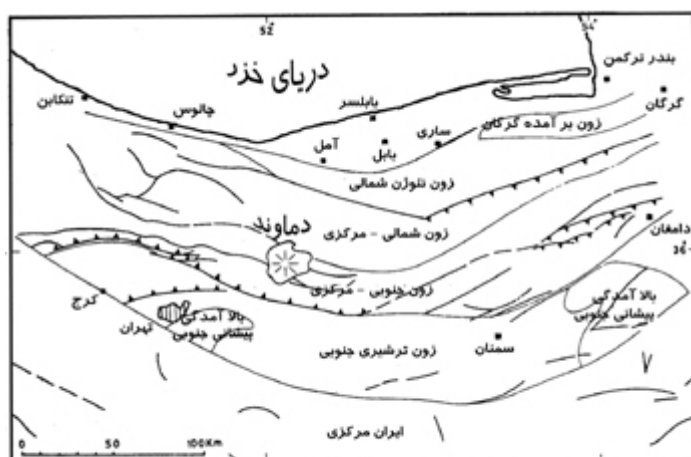 52°
54°
دریای خزر
بندر ترکمن
تنکابن
چالوس
بابلسر
گرگان
زون بر آمده گرگان
ساری
بابل
آمل
زون نئوژن شمالی
دماوند
زون شمالی - مرکزی
دامغان
36°
زون جنوبی - مرکزی
کرج
تهران
بالا آمدگی
پیشانی جنوبی
بالا آمدگی
پیشانی جنوبی
سمنان
زون ترشیری جنوبی
ایران مرکزی
0 50 100Km